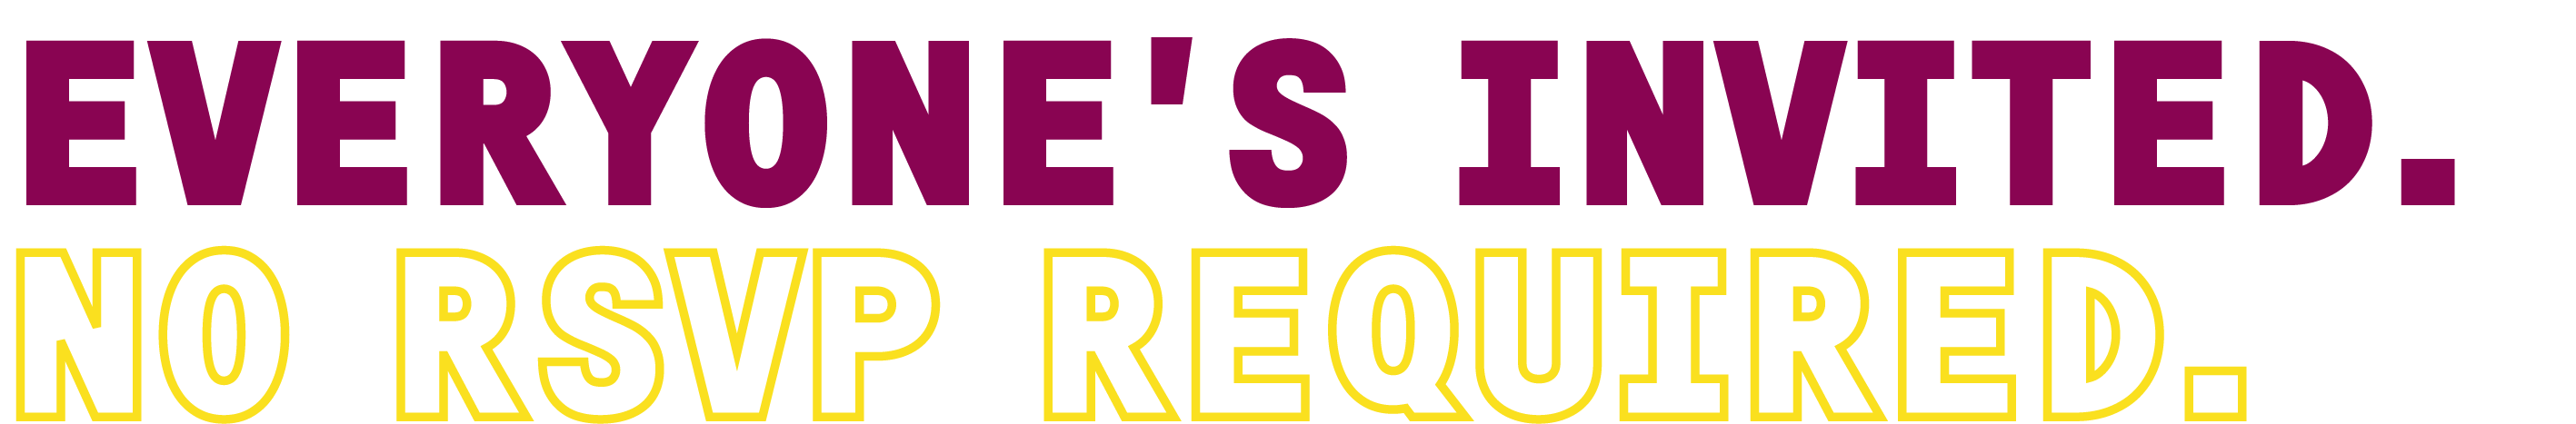 EVERYONE'S INVITED.
NO RSVP REQUIRED.